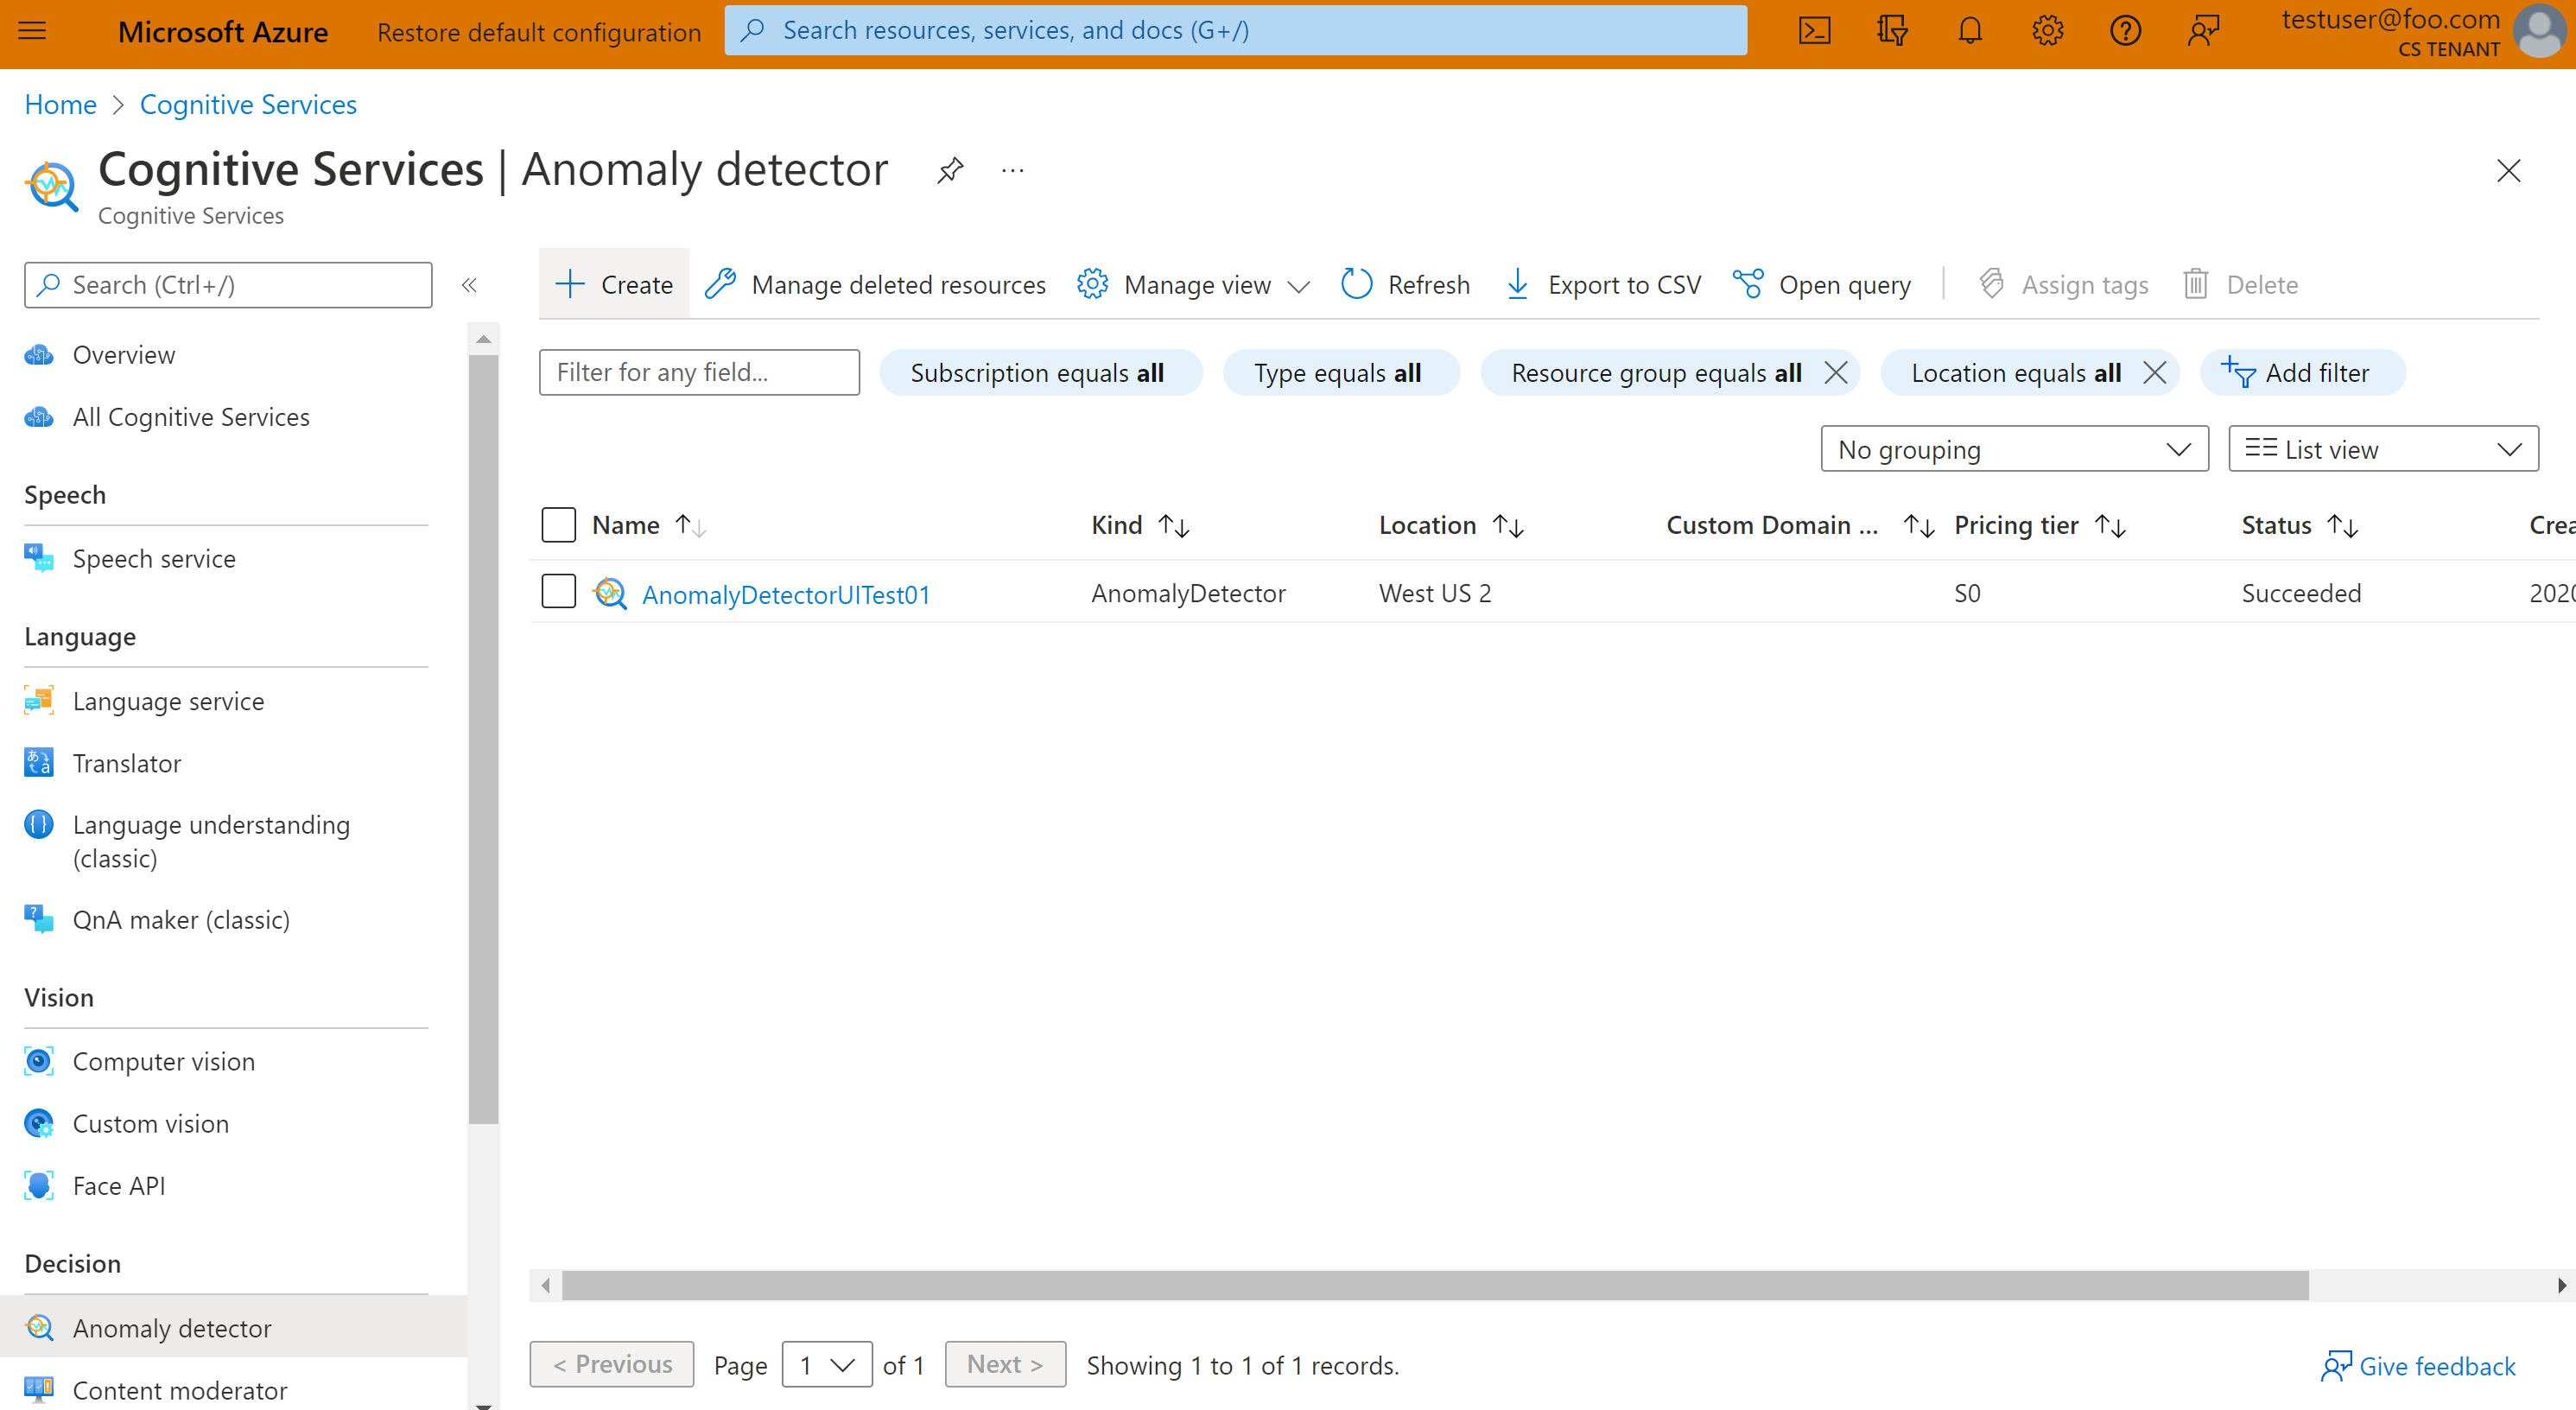 Microsoft Azure
Restore default configuration
Search resources, services, and docs (G+/)
testuser@foo.com
CS TENANT
Home > Cognitive Services
Cognitive Services | Anomaly detector
Cognitive Services
Search (Ctrl+/)
Overview
All Cognitive Services
Speech
Speech service
Language
Language service
Translator
Language understanding
(classic)
QnA maker (classic)
Vision
Computer vision
Custom vision
Face API
Decision
Anomaly detector
Content moderator
Create
Manage deleted resources
Manage view
Refresh
Export to CSV
Open query
Assign tags
Delete
Filter for any field...
Subscription equals all
Type equals all
Resource group equals all
Location equals all
Add filter
No grouping
List view
Name
Kind
Location
Custom Domain ...
Pricing tier
Status
Crea
AnomalyDetectorUITest01
AnomalyDetector
West US 2
S0
Succeeded
2020
< Previous
Page 1 of 1
Next >
Showing 1 to 1 of 1 records.
Give feedback